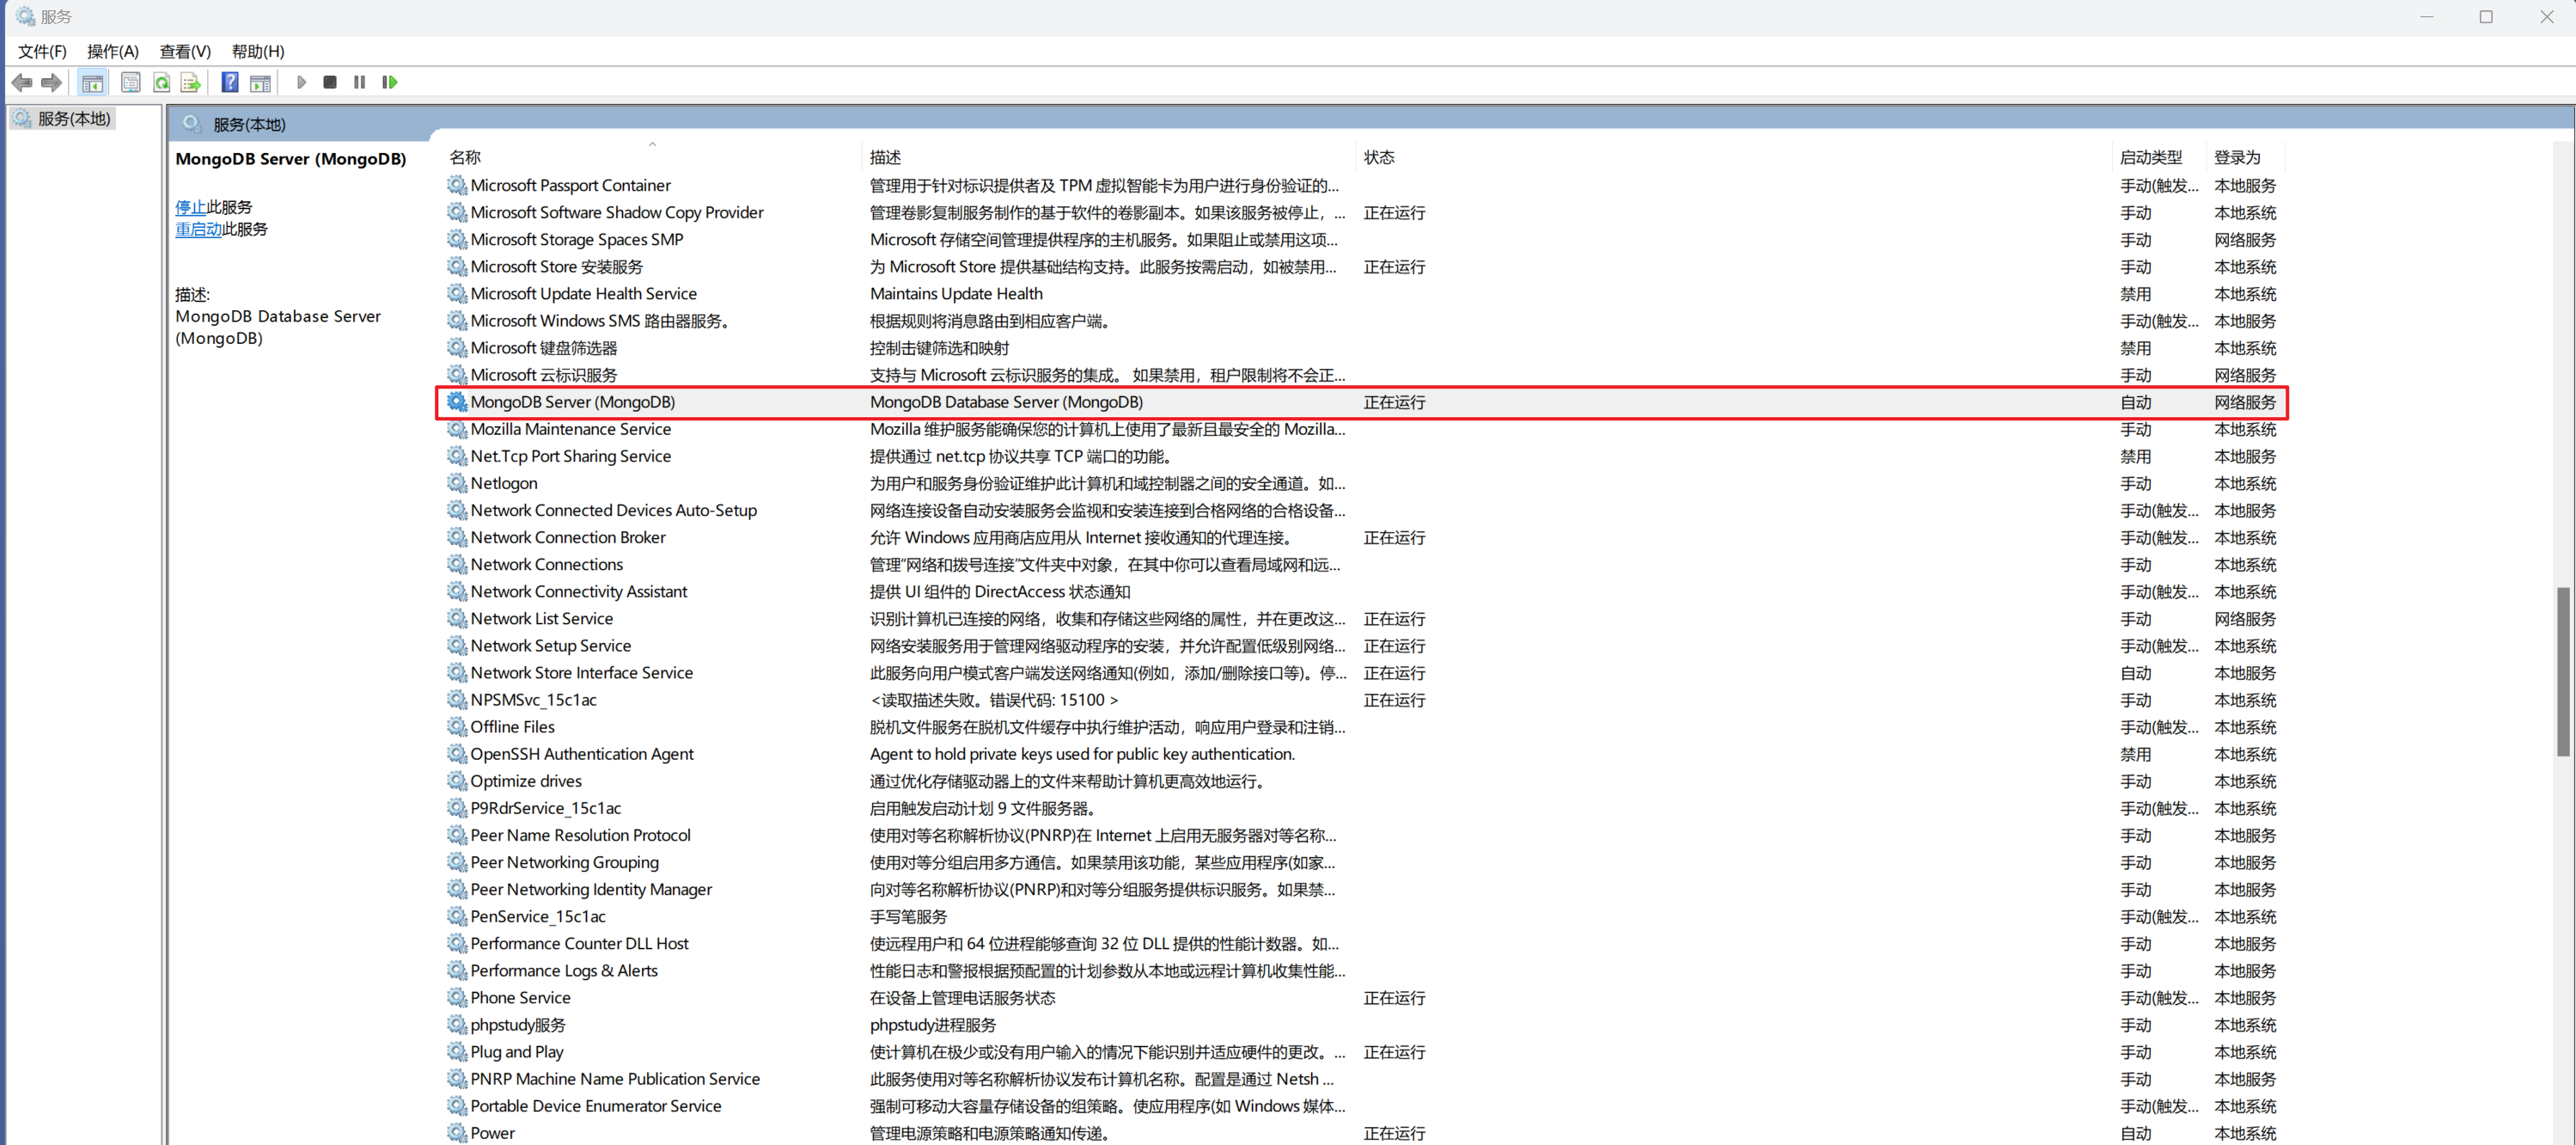 服务
文件(F) 操作(A) 查看(V) 帮助(H)
服务(本地)
服务(本地)
MongoDB Server (MongoDB)
停止此服务
重启动此服务
描述:
MongoDB Database Server
(MongoDB)
名称 描述 状态 启动类型 登录为
Microsoft Passport Container 管理用于针对标识提供者及 TPM 虚拟智能卡为用户进行身份验证的... 手动(触发... 本地服务
Microsoft Software Shadow Copy Provider 管理卷影复制服务制作的基于软件的卷影副本。如果该服务被停止，... 正在运行 手动 本地系统
Microsoft Storage Spaces SMP Microsoft 存储空间管理提供程序的主机服务。如果阻止或禁用这项... 手动 网络服务
Microsoft Store 安装服务 为 Microsoft Store 提供基础结构支持。此服务按需启动，如被禁用... 正在运行 手动 本地系统
Microsoft Update Health Service Maintains Update Health 禁用 本地系统
Microsoft Windows SMS 路由器服务。 根据规则将消息路由到相应客户端。 手动(触发... 本地服务
Microsoft 键盘筛选器 控制击键筛选和映射 禁用 本地系统
Microsoft 云标识服务 支持与 Microsoft 云标识服务的集成。 如果禁用，租户限制将不会正... 手动 网络服务
MongoDB Server (MongoDB) MongoDB Database Server (MongoDB) 正在运行 自动 网络服务
Mozilla Maintenance Service Mozilla 维护服务能确保您的计算机上使用了最新且最安全的 Mozilla... 手动 本地系统
Net.Tcp Port Sharing Service 提供通过 net.tcp 协议共享 TCP 端口的功能。 禁用 本地服务
Netlogon 为用户和服务身份验证维护此计算机和域控制器之间的安全通道。如... 手动 本地系统
Network Connected Devices Auto-Setup 网络连接设备自动安装服务会监视和安装连接到合格网络的合格设备... 手动(触发... 本地服务
Network Connection Broker 允许 Windows 应用商店应用从 Internet 接收通知的代理连接。 正在运行 手动(触发... 本地系统
Network Connections 管理“网络和拨号连接”文件夹中对象，在其中你可以查看局域网和远... 手动 本地系统
Network Connectivity Assistant 提供 UI 组件的 DirectAccess 状态通知 手动(触发... 本地系统
Network List Service 识别计算机已连接的网络，收集和存储这些网络的属性，并在更改这... 正在运行 手动 网络服务
Network Setup Service 网络安装服务用于管理网络驱动程序的安装，并允许配置低级别网络... 正在运行 手动(触发... 本地系统
Network Store Interface Service 此服务向用户模式客户端发送网络通知(例如，添加/删除接口等)。停... 正在运行 自动 本地服务
NPSMSvc_15c1ac <读取描述失败。错误代码: 15100 > 正在运行 手动 本地系统
Offline Files 脱机文件服务在脱机文件缓存中执行维护活动，响应用户登录和注销... 手动(触发... 本地系统
OpenSSH Authentication Agent Agent to hold private keys used for public key authentication. 禁用 本地系统
Optimize drives 通过优化存储驱动器上的文件来帮助计算机更高效地运行。 手动 本地系统
P9RdrService_15c1ac 启用触发启动计划 9 文件服务器。 手动(触发... 本地系统
Peer Name Resolution Protocol 使用对等名称解析协议(PNRP)在 Internet 上启用无服务器对等名称... 手动 本地服务
Peer Networking Grouping 使用对等分组启用多方通信。如果禁用该功能，某些应用程序(如家... 手动 本地服务
Peer Networking Identity Manager 向对等名称解析协议(PNRP)和对等分组服务提供标识服务。如果禁... 手动 本地服务
PenService_15c1ac 手写笔服务 手动(触发... 本地系统
Performance Counter DLL Host 使远程用户和 64 位进程能够查询 32 位 DLL 提供的性能计数器。如... 手动 本地服务
Performance Logs & Alerts 性能日志和警报根据预配置的计划参数从本地或远程计算机收集性能... 手动 本地服务
Phone Service 在设备上管理电话服务状态 正在运行 手动(触发... 本地服务
phpstudy服务 phpstudy进程服务 手动 本地系统
Plug and Play 使计算机在极少或没有用户输入的情况下能识别并适应硬件的更改。... 正在运行 手动 本地系统
PNRP Machine Name Publication Service 此服务使用对等名称解析协议发布计算机名称。配置是通过 Netsh ... 手动 本地服务
Portable Device Enumerator Service 强制可移动大容量存储设备的组策略。使应用程序(如 Windows 媒体... 手动(触发... 本地系统
Power 管理电源策略和电源策略通知传递。 正在运行 自动 本地系统